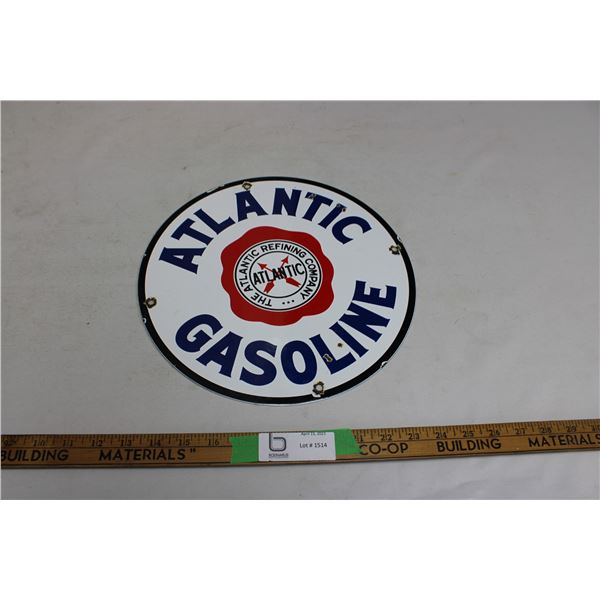 ATLANTIC
THE ATLANTIC REFINING COMPANY
ATLANTIC
GASOLINE
BUILDING MATERIALS"
CO-OP BUILDING MATERIALS
Lot # 1514